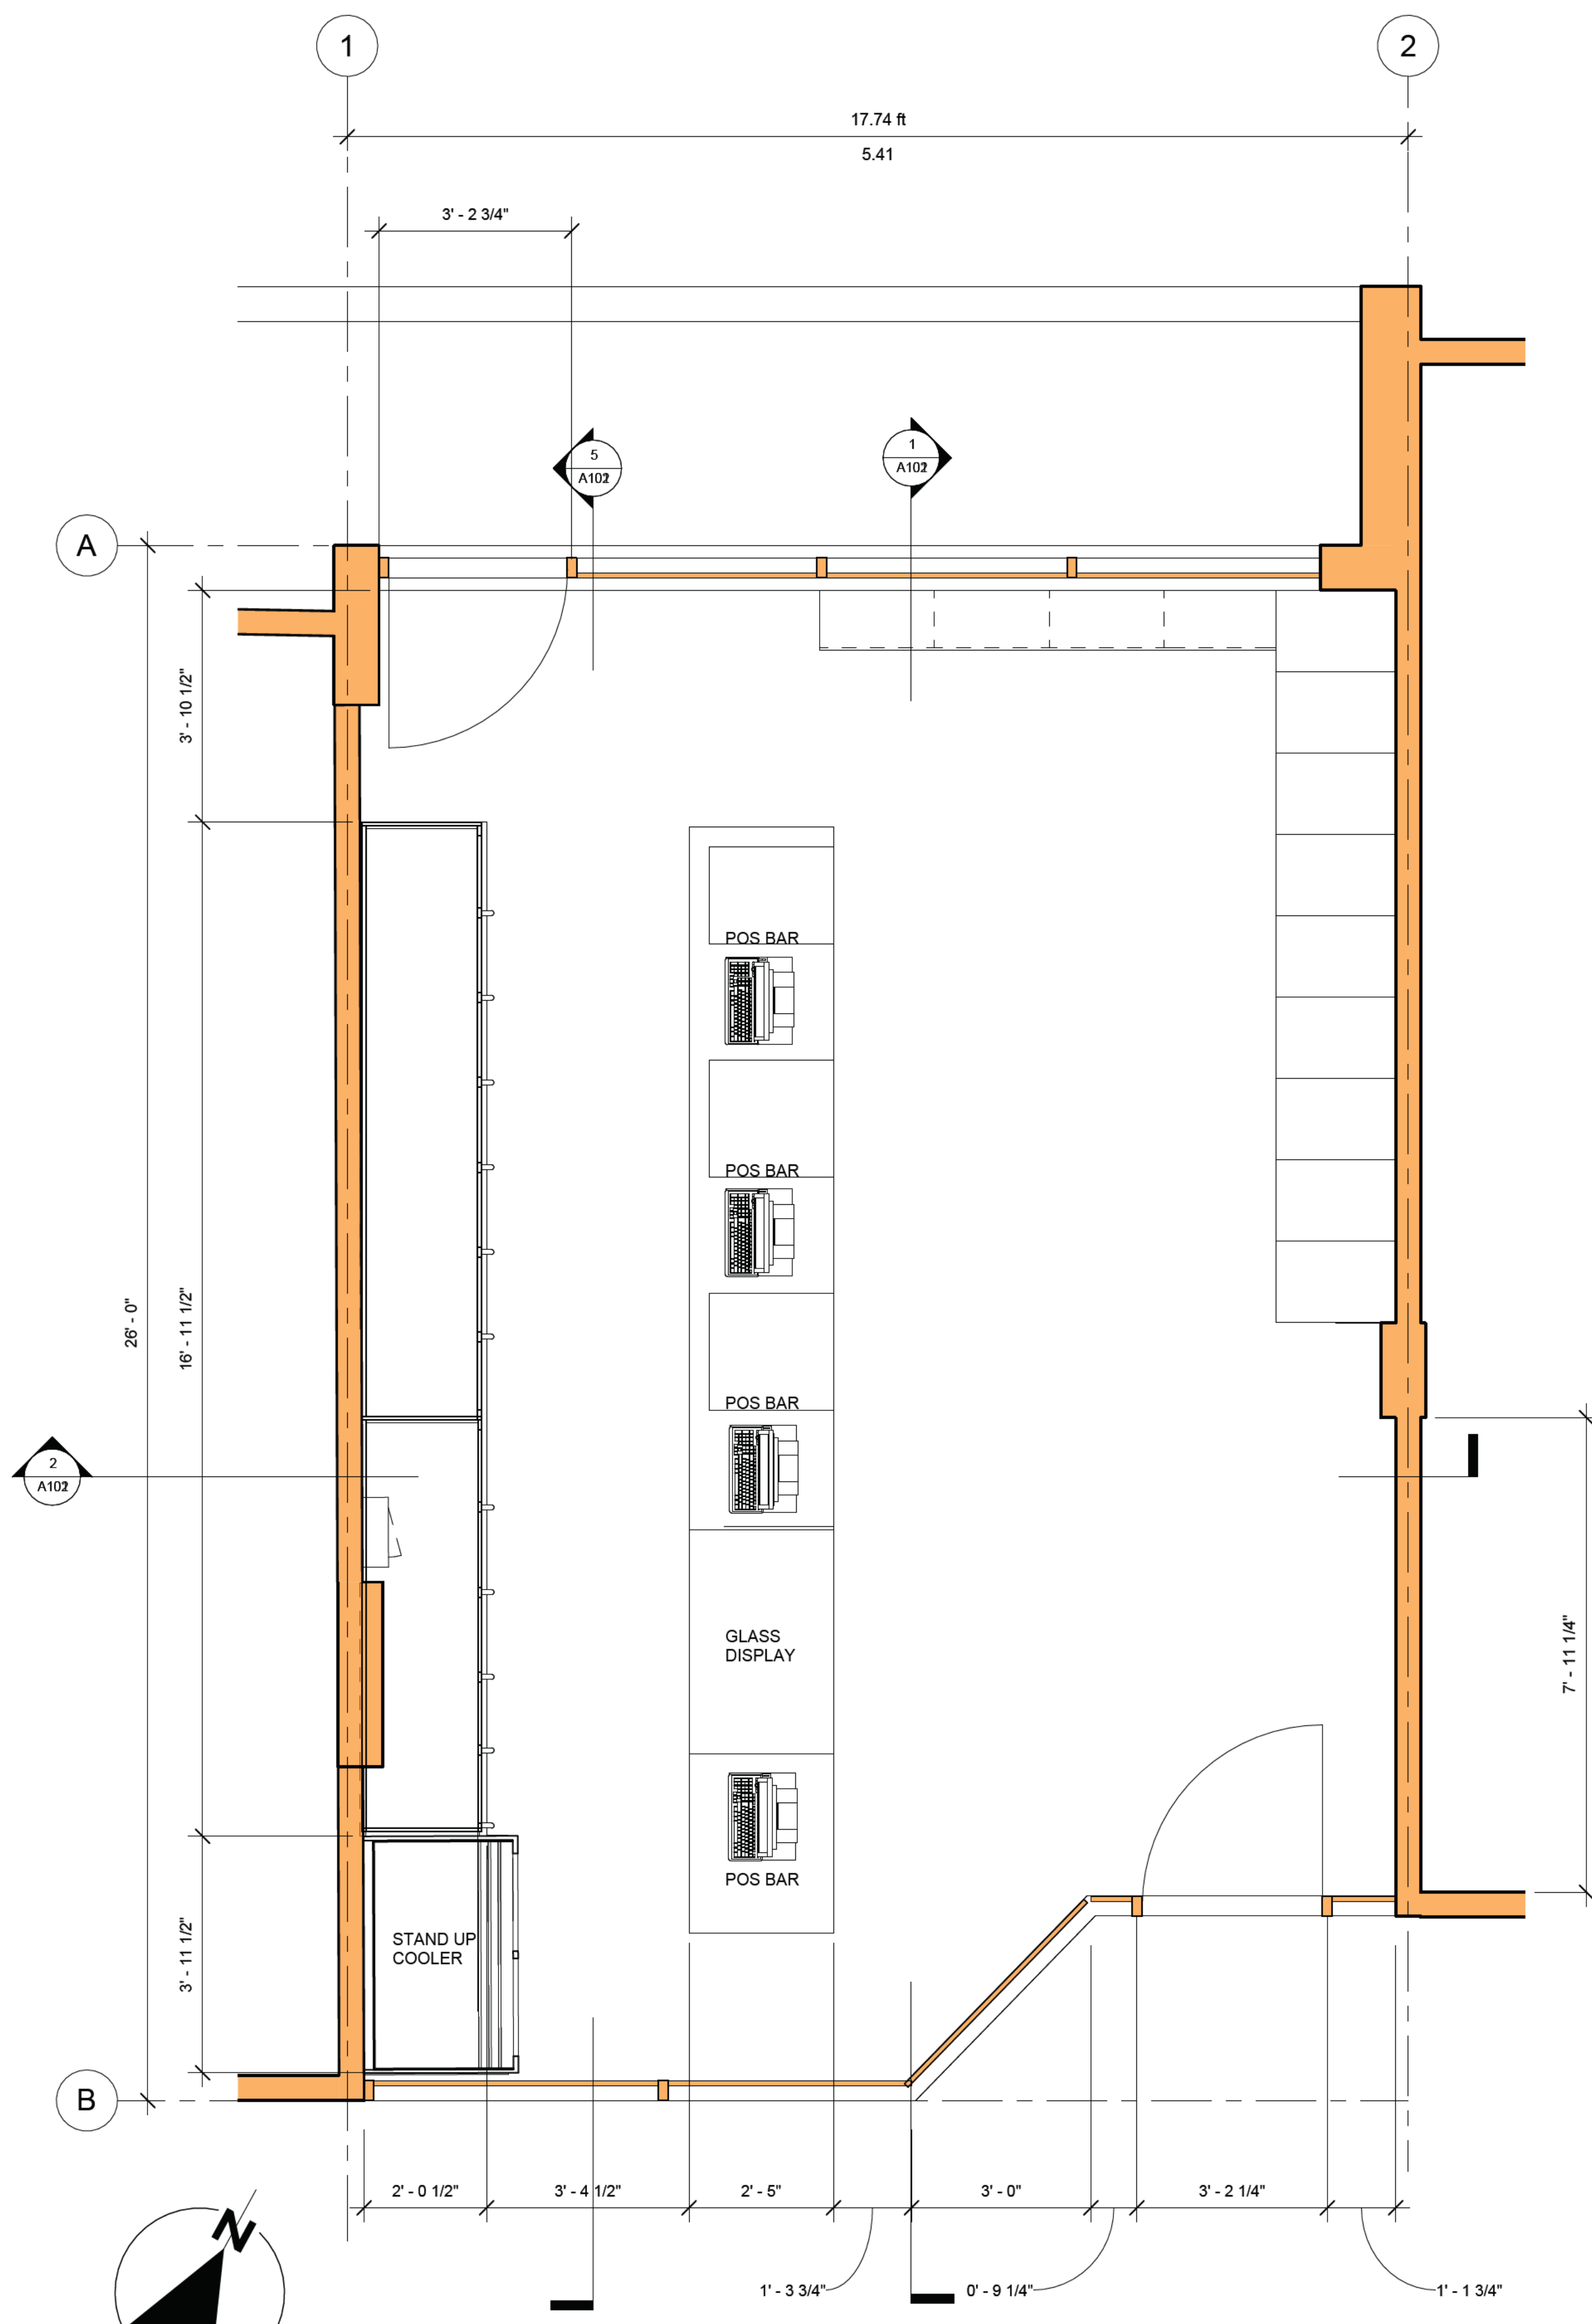 1
2
17.74 ft
5.41
3' - 2 3/4"
5
1
A
3' - 10 1/2"
POS BAR
POS BAR
26' - 0"
16' - 11 1/2"
POS BAR
2
GLASS
DISPLAY
7' - 11 1/4"
POS BAR
STAND UP
COOLER
3' - 11 1/2"
B
2' - 0 1/2"
3' - 4 1/2"
2' - 5"
3' - 0"
3' - 2 1/4"
N
1' - 3 3/4"
0' - 9 1/4"
1' - 1 3/4"